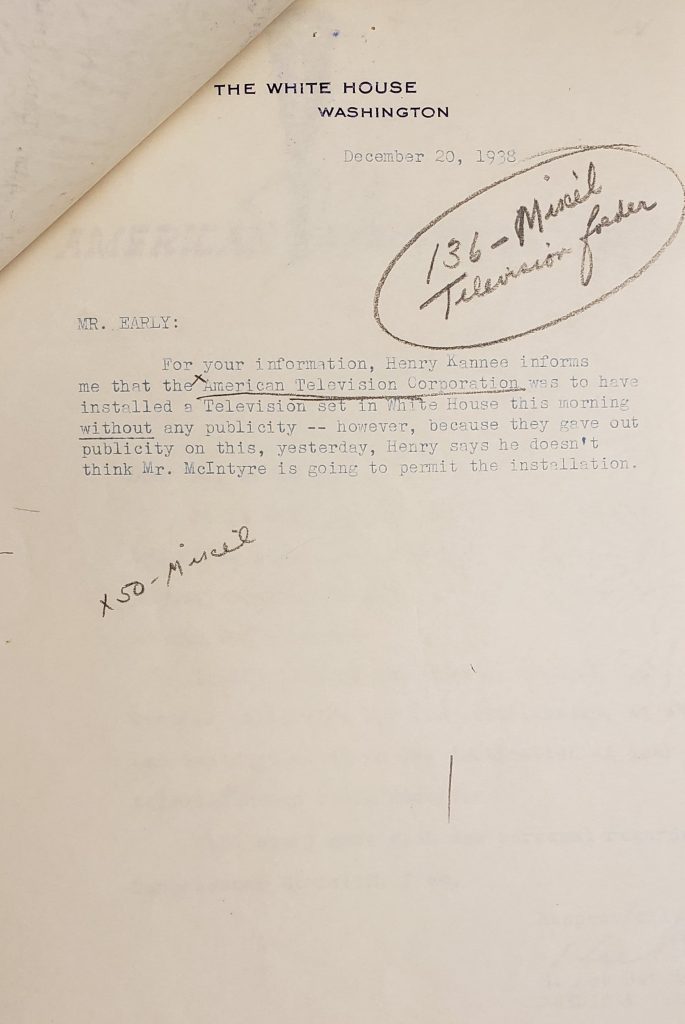 THE WHITE HOUSE
WASHINGTON
December 20, 1938
136 - Miscel
Television folder
MR. EARLY:
For your information, Henry Kannee informs
me that the x American Television Corporation was to have
installed a Television set in White House this morning
without any publicity -- however, because they gave out
publicity on this, yesterday, Henry says he doesn't
think Mr. McIntyre is going to permit the installation.
x 50 - Miscel